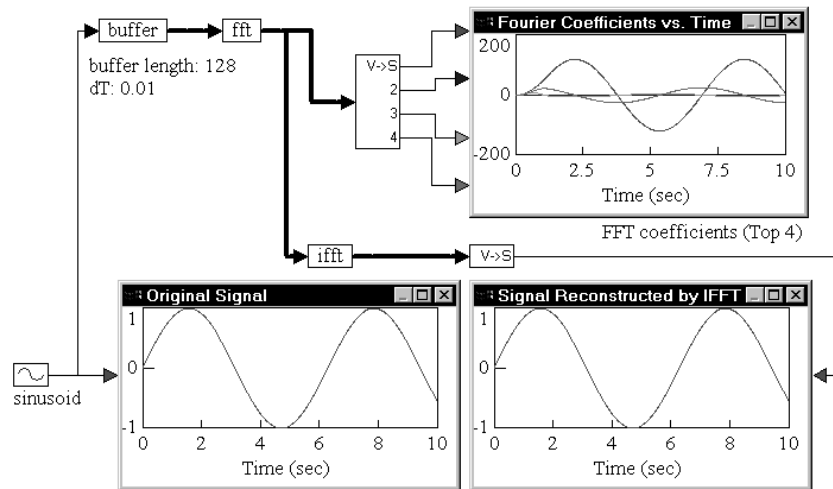 buffer
fft
buffer length: 128
dT: 0.01
V->S
2
3
4
Fourier Coefficients vs. Time
200
0
-200
0 2.5 5 7.5 10
Time (sec)
FFT coefficients (Top 4)
ifft
V->S
Original Signal
1
0
-1
0 2 4 6 8 10
Time (sec)
Signal Reconstructed by IFFT
1
0
-1
0 2 4 6 8 10
Time (sec)
sinusoid